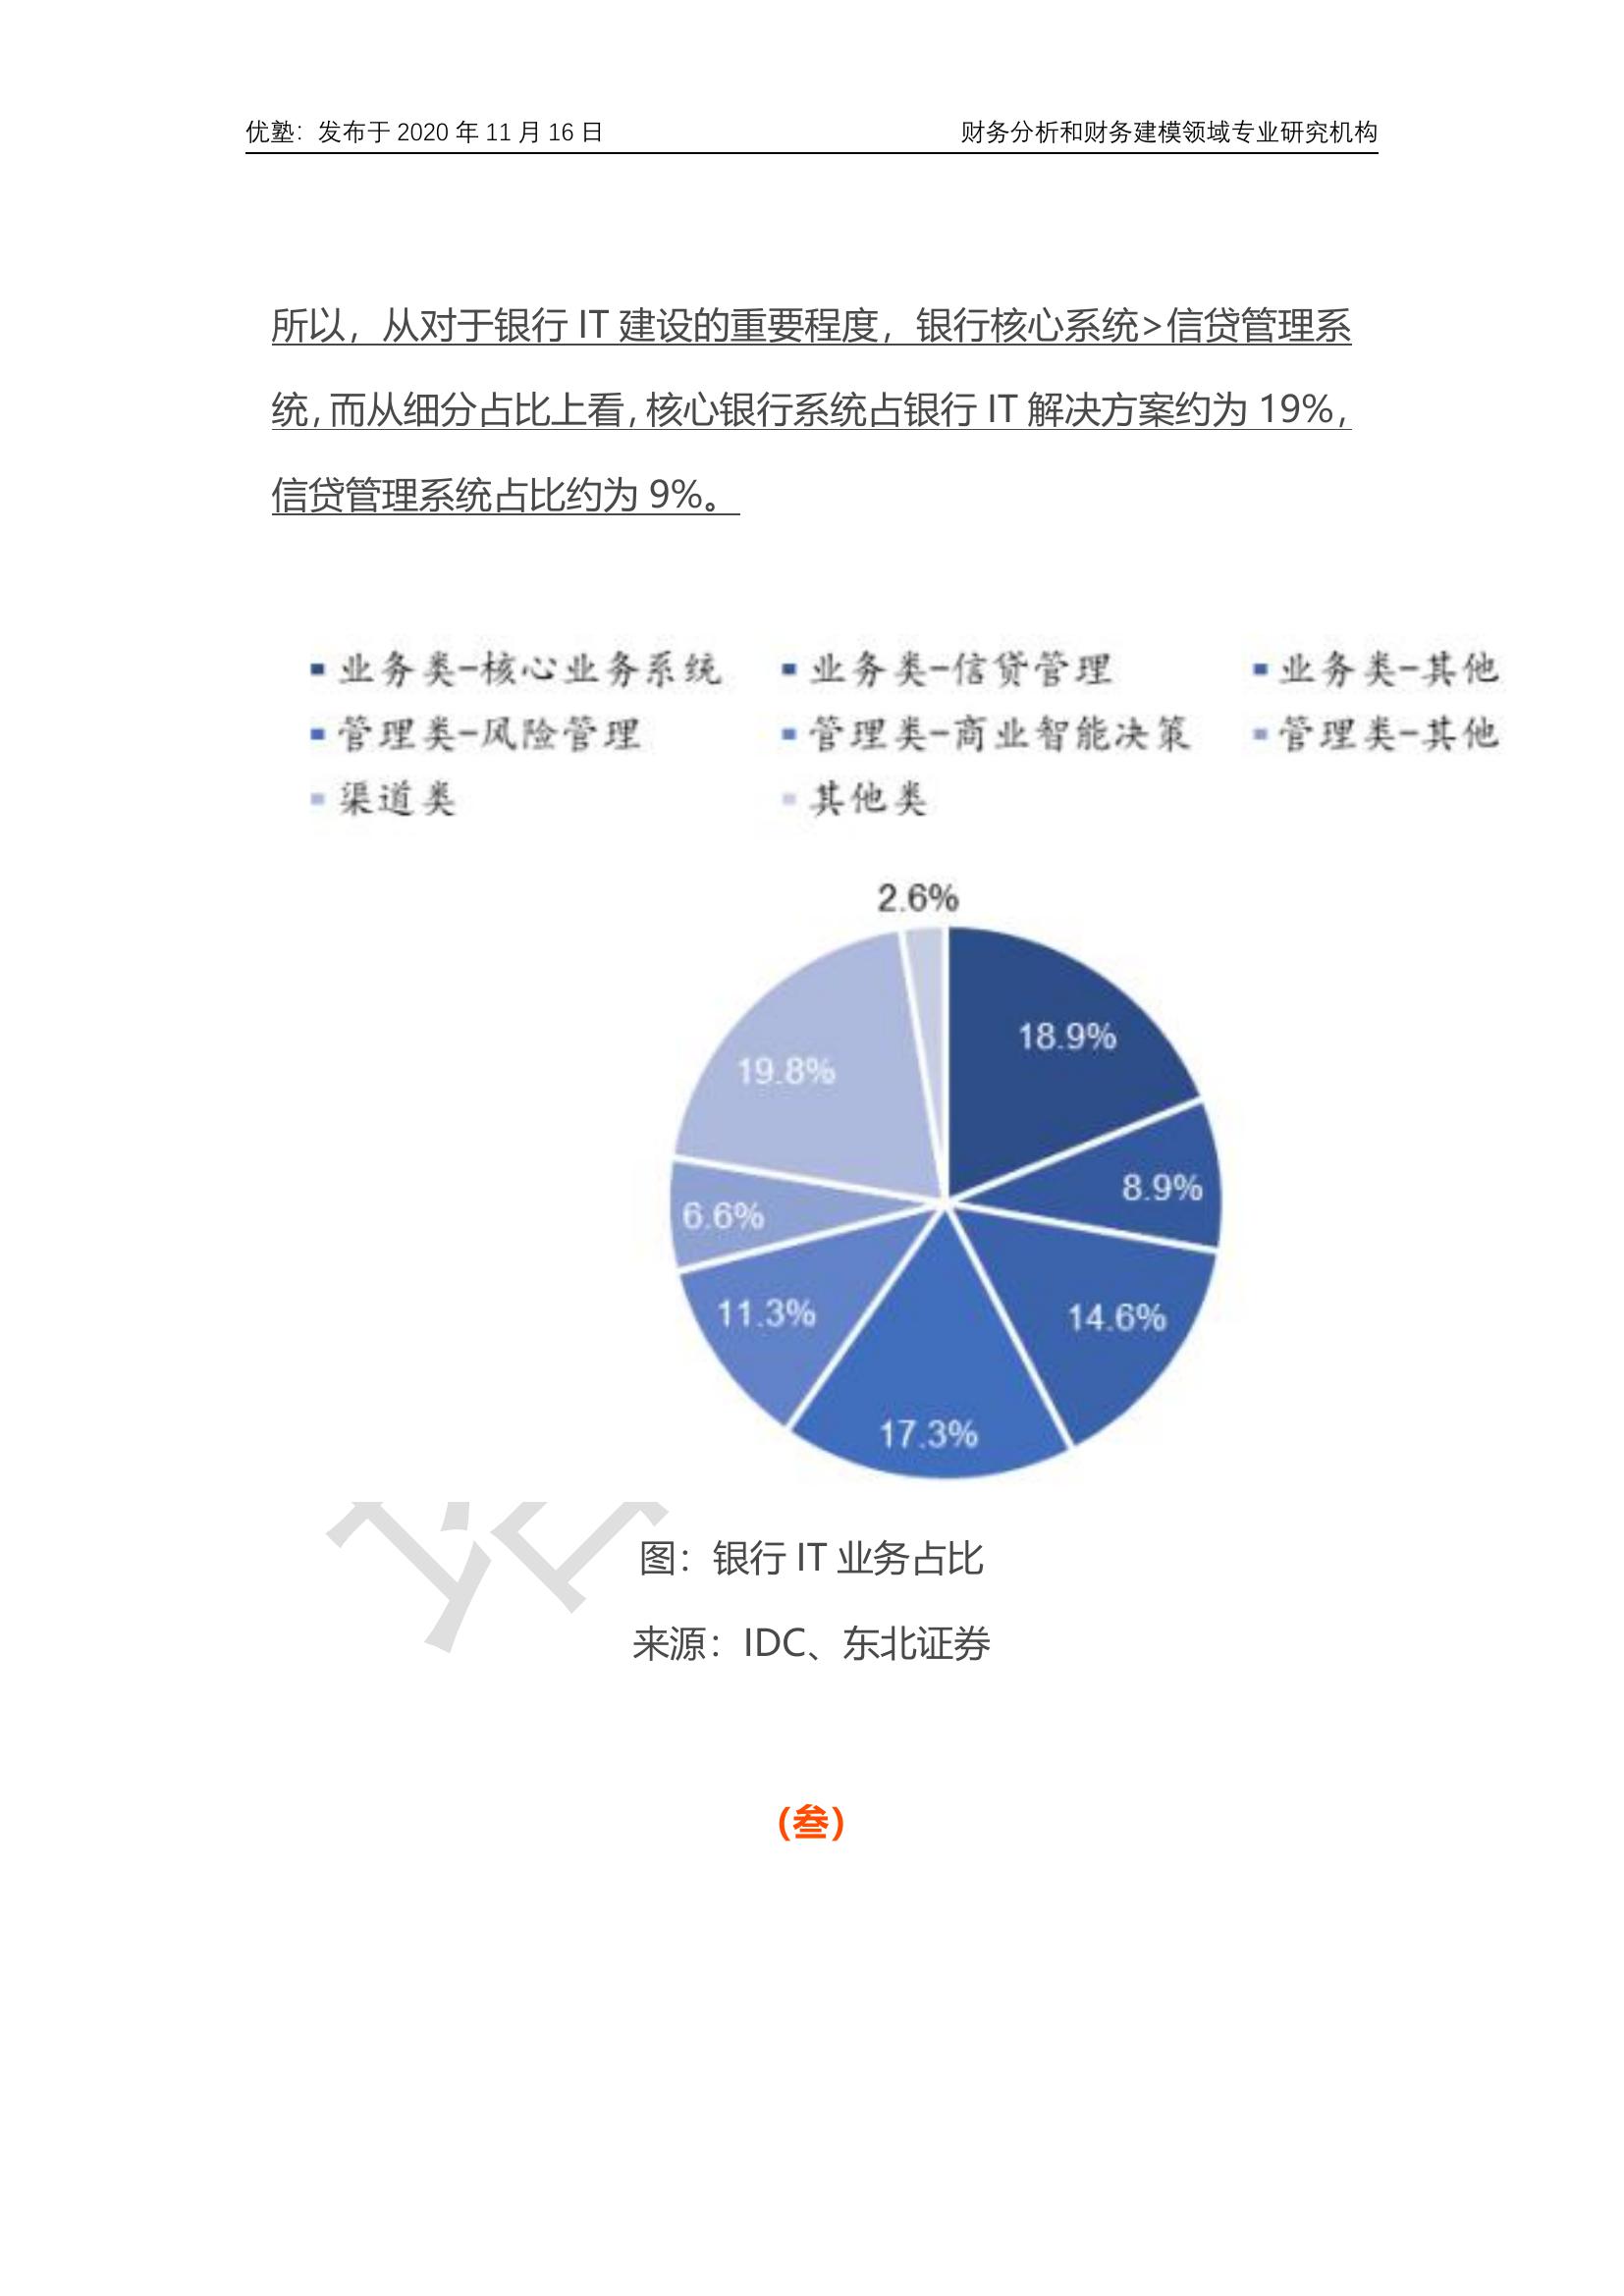 优塾：发布于 2020 年 11 月 16 日 财务分析和财务建模领域专业研究机构
所以，从对于银行 IT 建设的重要程度，银行核心系统>信贷管理系
统，而从细分占比上看，核心银行系统占银行 IT 解决方案约为 19%，
信贷管理系统占比约为 9%。
业务类-核心业务系统 业务类-信贷管理 业务类-其他
管理类-风险管理 管理类-商业智能决策 管理类-其他
渠道类 其他类
2.6%
18.9%
19.8%
8.9%
6.6%
11.3%
14.6%
17.3%
图：银行 IT 业务占比
来源：IDC、东北证券
(叁)